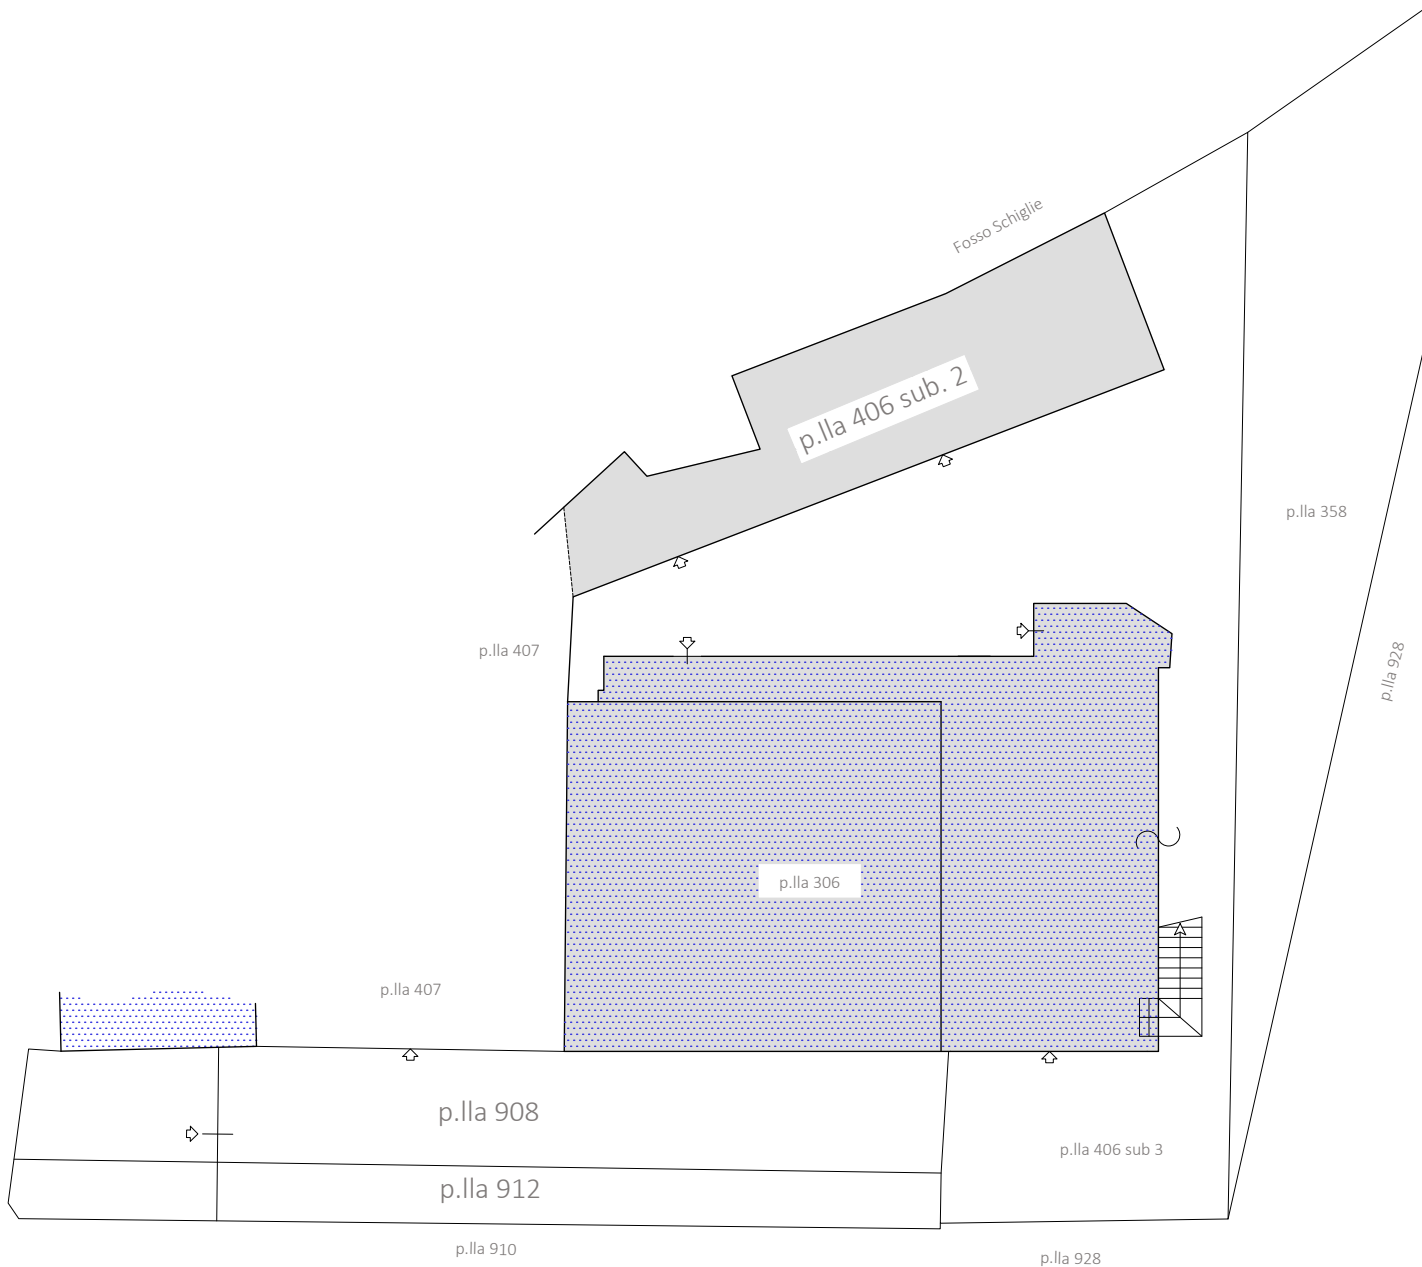 Fosso Schiglie
p.lla 406 sub. 2
p.lla 358
p.lla 407
p.lla 928
p.lla 306
p.lla 407
p.lla 908
p.lla 406 sub 3
p.lla 912
p.lla 910
p.lla 928